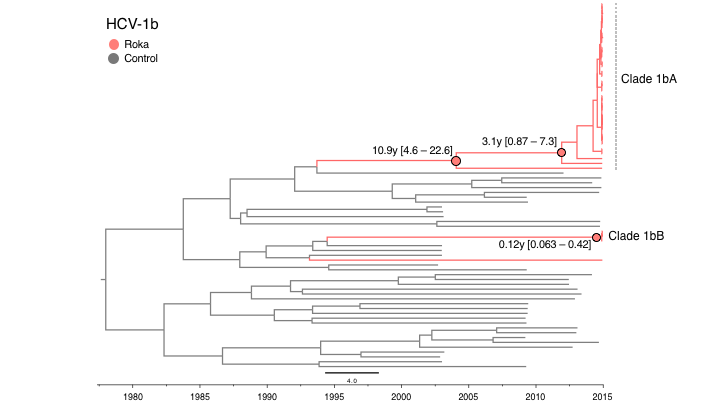 HCV-1b
Roka
Control
Clade 1bA
3.1y [0.87 – 7.3]
10.9y [4.6 – 22.6]
Clade 1bB
0.12y [0.063 – 0.42]
4.0
1980 1985 1990 1995 2000 2005 2010 2015